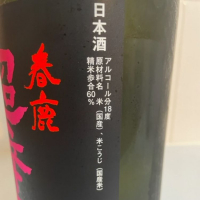 日本酒
アルコール分18度
原材料名 米(国産)、米こうじ(国産米)
精米歩合60%
春鹿
超